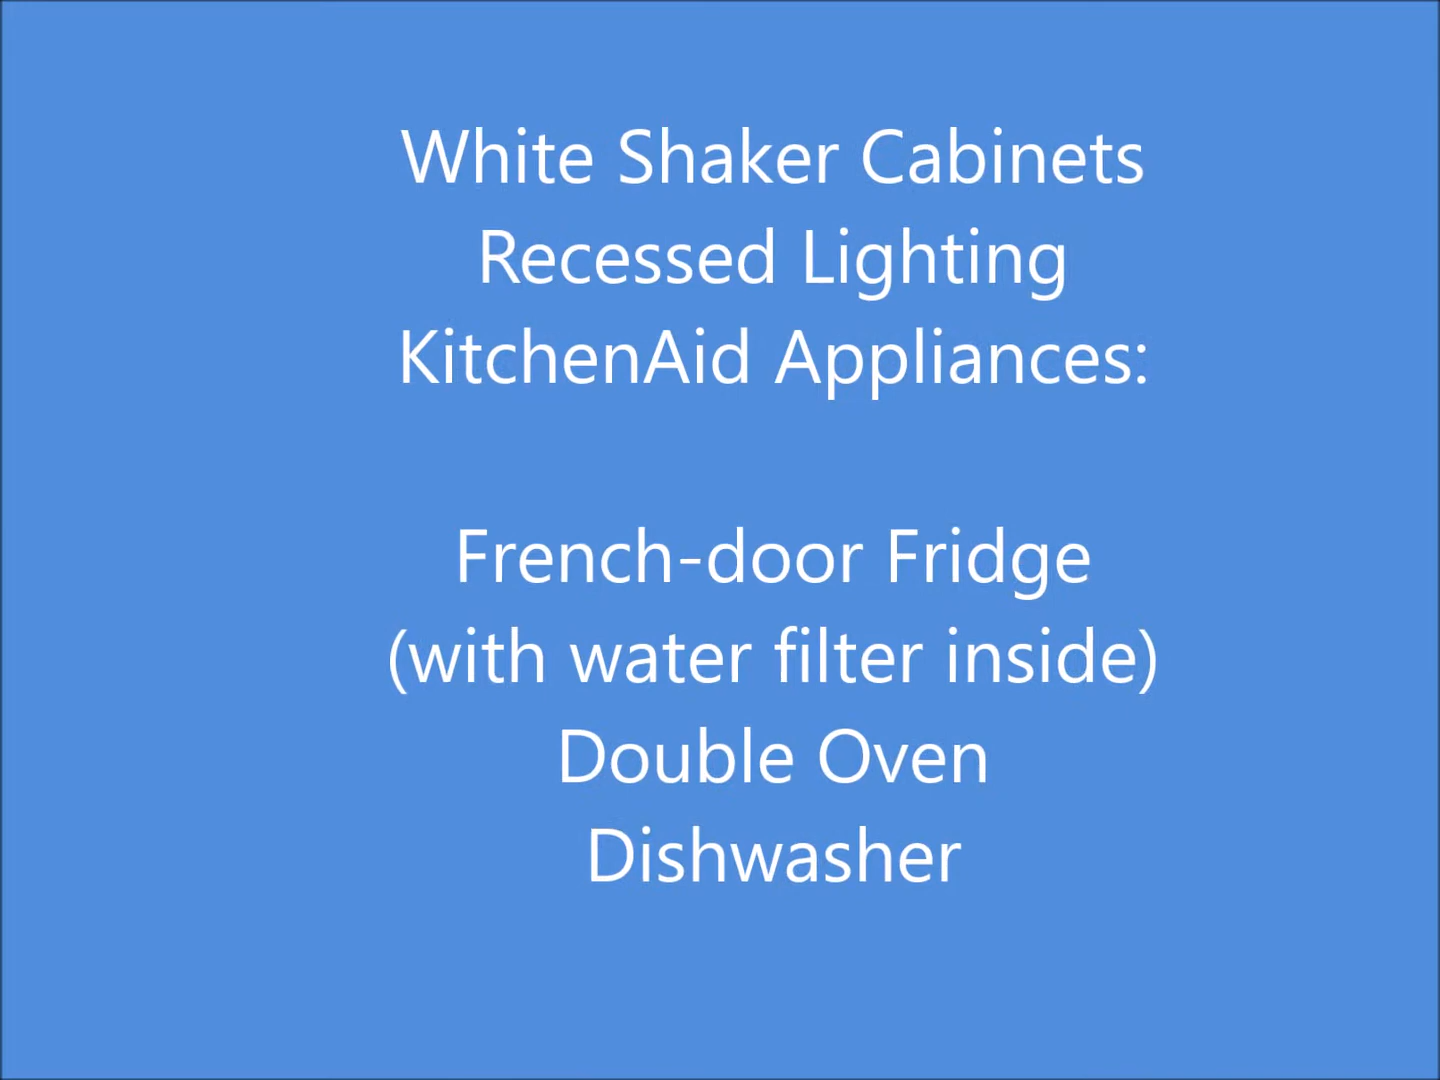 White Shaker Cabinets
Recessed Lighting
KitchenAid Appliances:
French-door Fridge
(with water filter inside)
Double Oven
Dishwasher